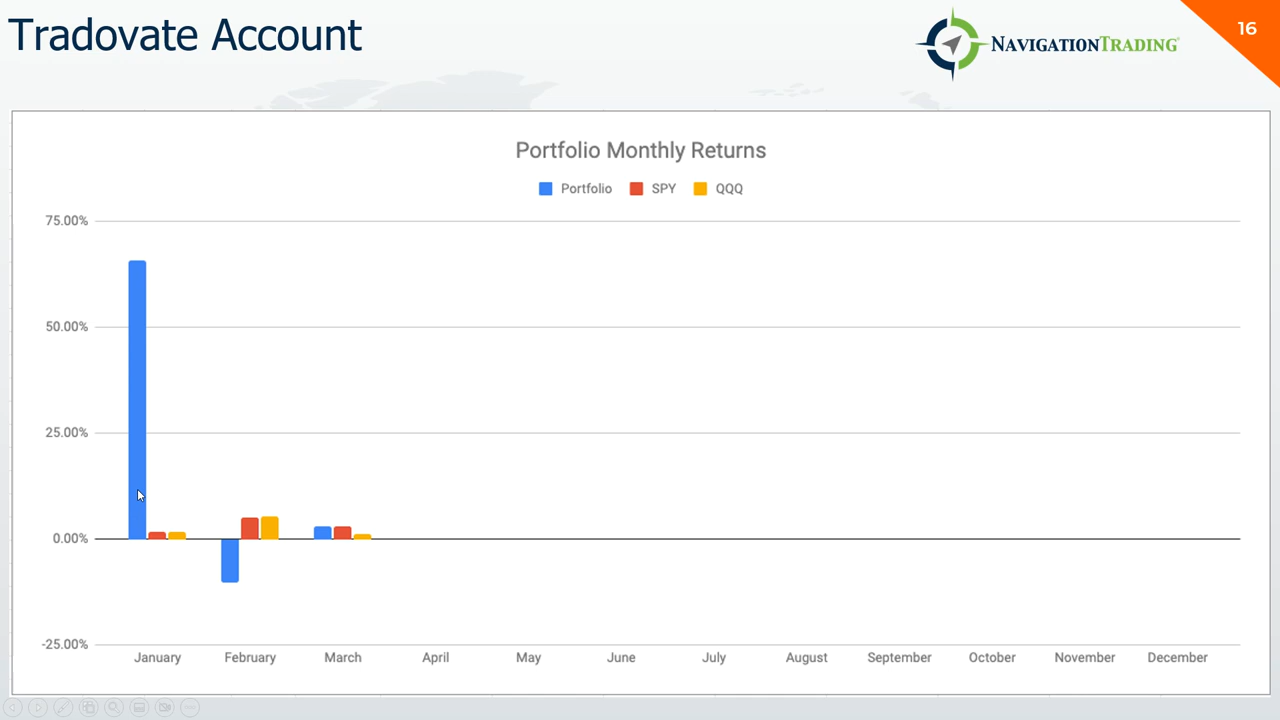 Tradovate Account
NAVIGATIONTRADING®
16
Portfolio Monthly Returns
Portfolio SPY QQQ
75.00%
50.00%
25.00%
0.00%
-25.00%
January February March April May June July August September October November December